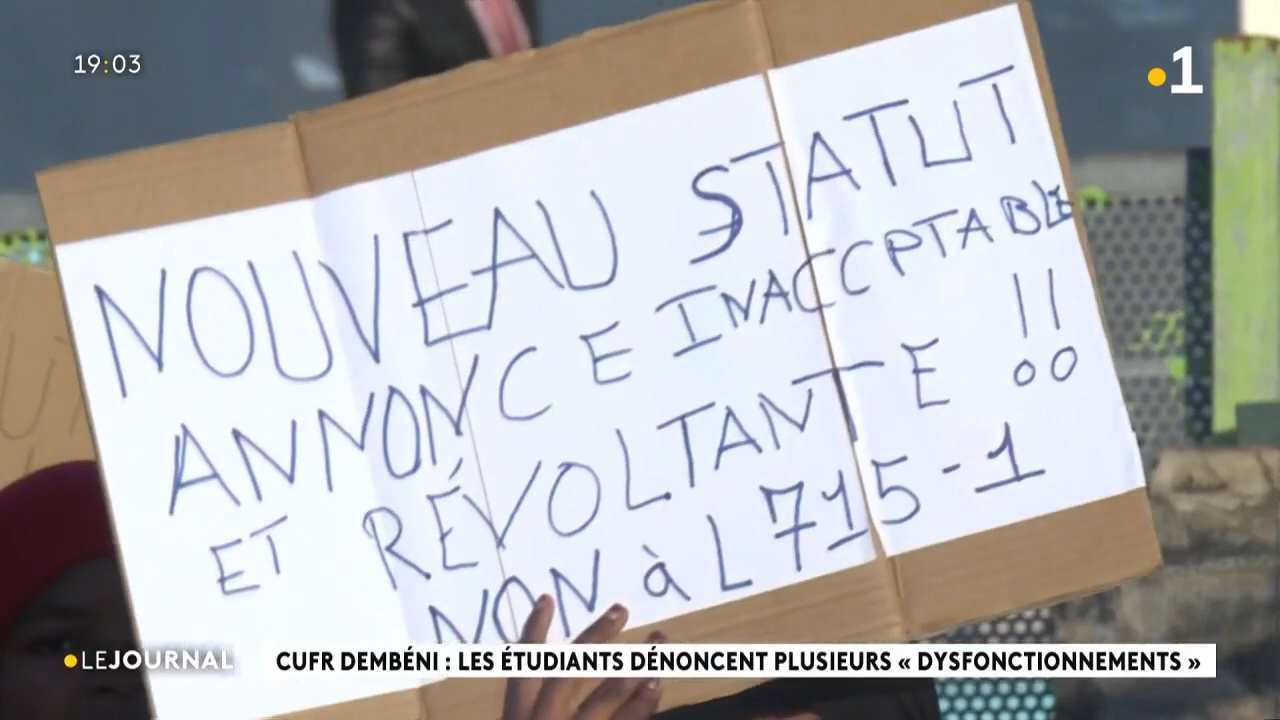 19:03
1
NOUVEAU STATUT
ANNONCE INACCPTABLE
ET RÉVOLTANTE !!
NON à L 715-1
LEJOURNAL
CUFR DEMBÉNI : LES ÉTUDIANTS DÉNONCENT PLUSIEURS « DYSFONCTIONNEMENTS »